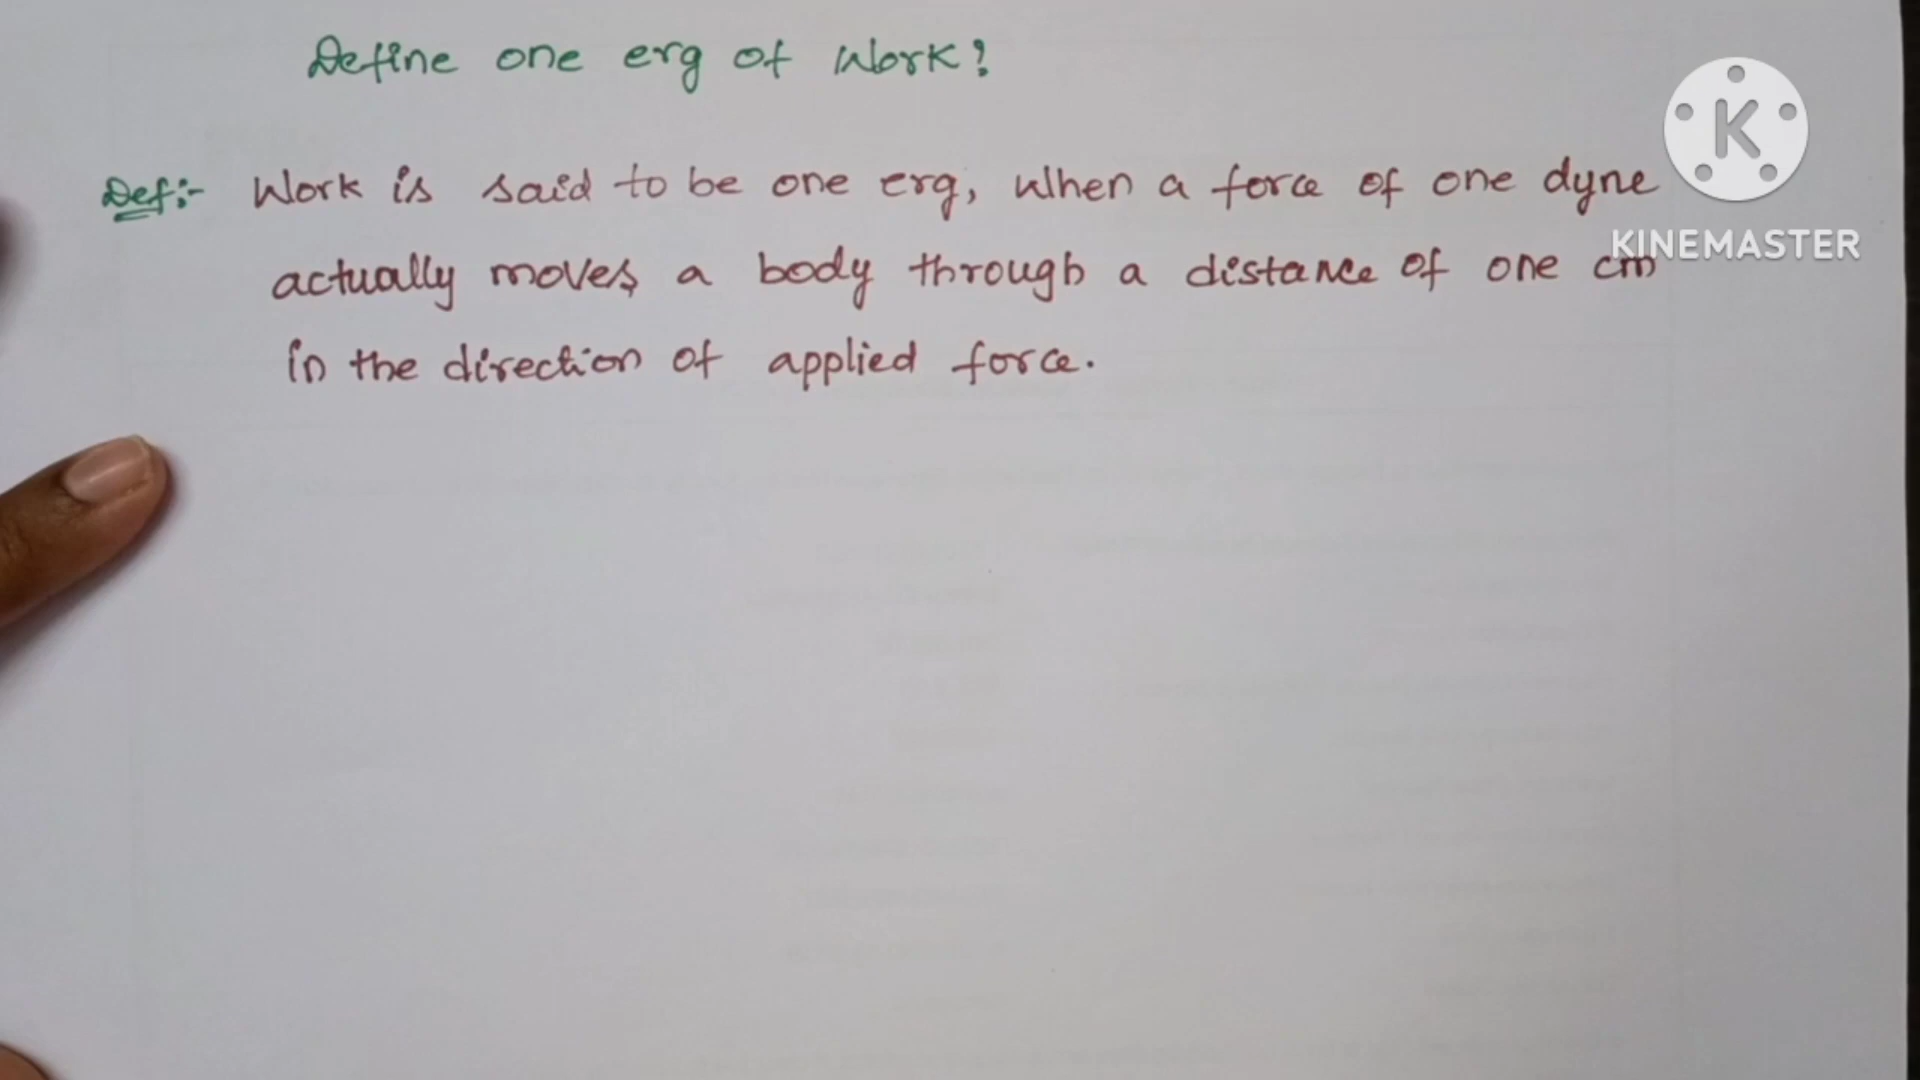 Define one erg of Work?
Def:- Work is said to be one erg, When a force of one dyne
actually moves a body through a distance of one cm
in the direction of applied force.
K
KINEMASTER